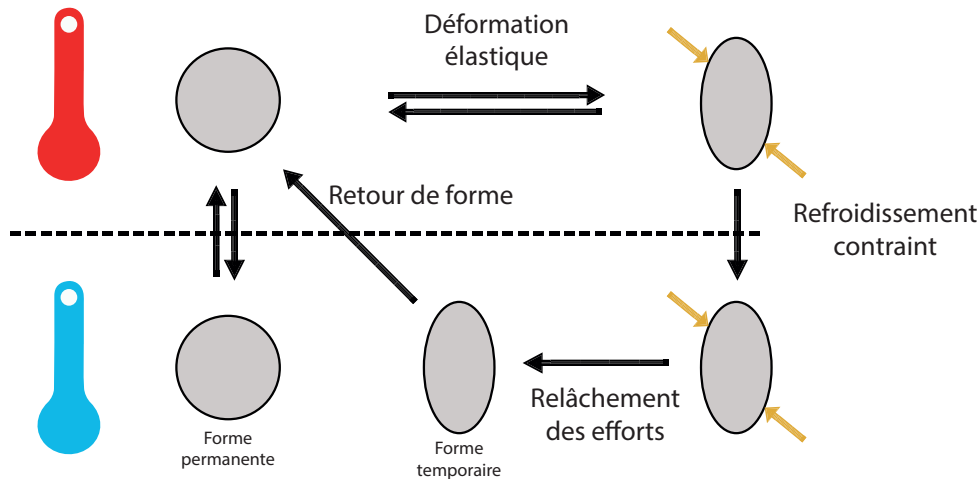 Déformation
élastique
Retour de forme
Refroidissement
contraint
Relâchement
des efforts
Forme
permanente
Forme
temporaire